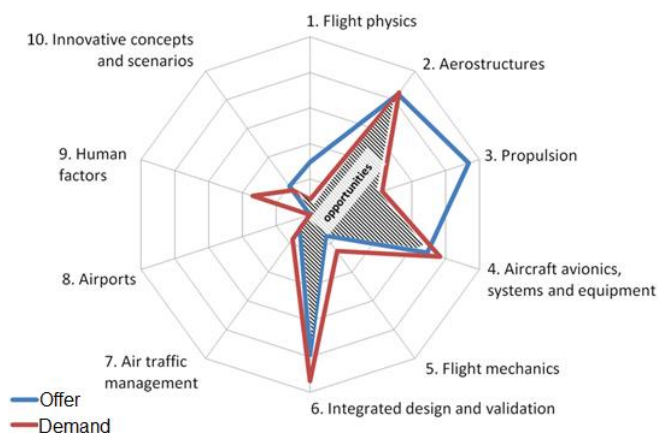 1. Flight physics
10. Innovative concepts
and scenarios
2. Aerostructures
9. Human
factors
3. Propulsion
opportunities
8. Airports
4. Aircraft avionics,
systems and equipment
7. Air traffic
management
5. Flight mechanics
6. Integrated design and validation
Offer
Demand